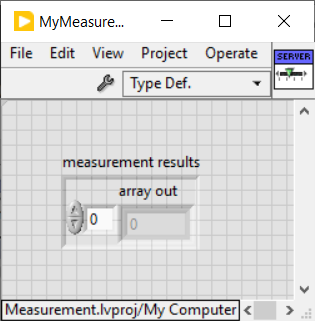 MyMeasure...
File Edit View Project Operate
SERVER
Type Def.
measurement results
array out
0
0
Measurement.lvproj/My Computer